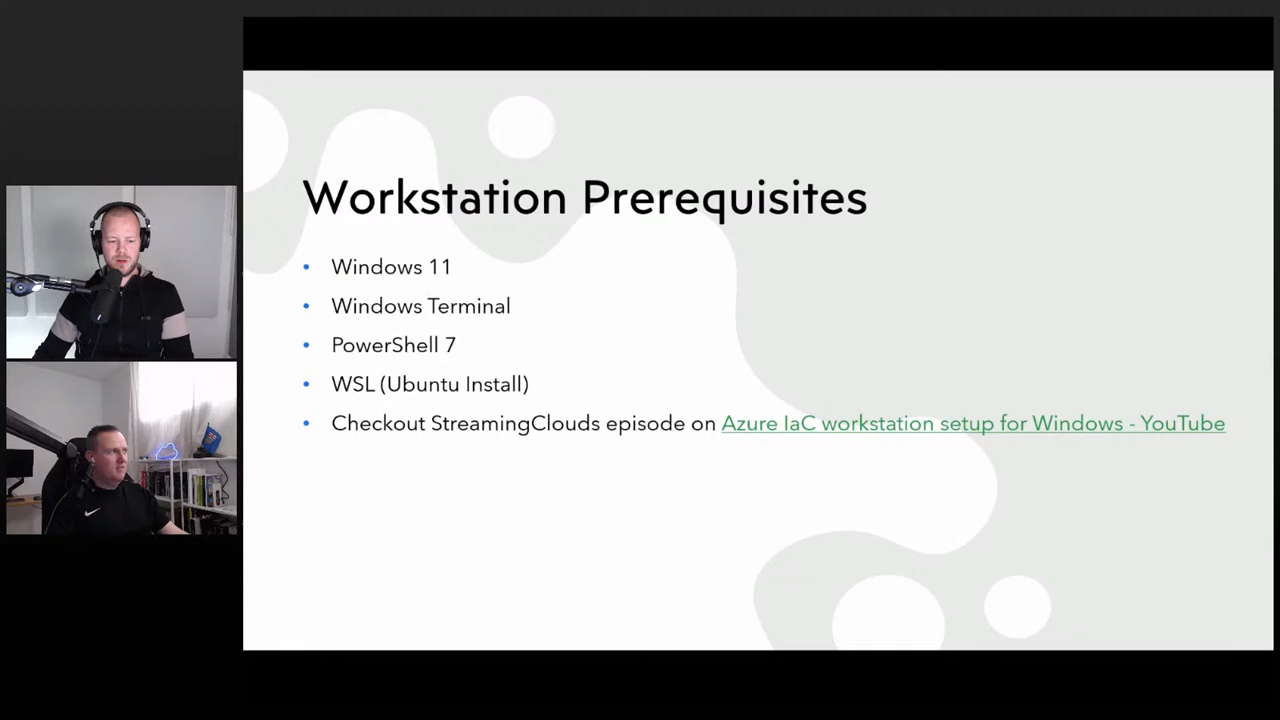 Workstation Prerequisites
• Windows 11
• Windows Terminal
• PowerShell 7
• WSL (Ubuntu Install)
• Checkout StreamingClouds episode on Azure IaC workstation setup for Windows - YouTube